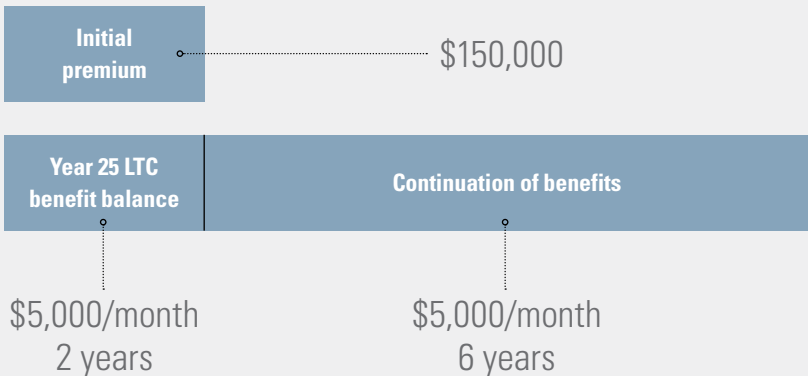 Initial
premium
$150,000
Year 25 LTC
benefit balance
Continuation of benefits
$5,000/month
2 years
$5,000/month
6 years